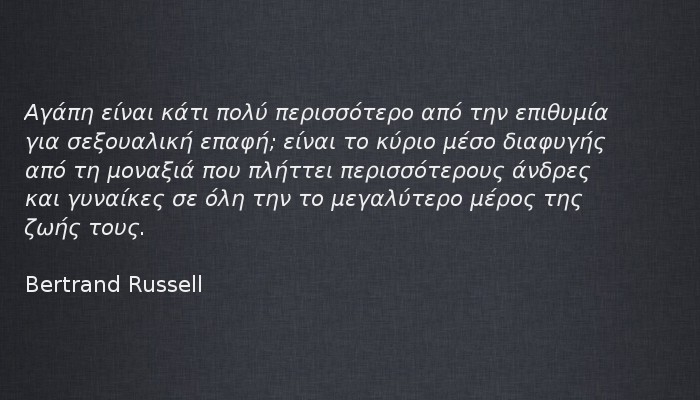 Αγάπη είναι κάτι πολύ περισσότερο από την επιθυμία
για σεξουαλική επαφή; είναι το κύριο μέσο διαφυγής
από τη μοναξιά που πλήττει περισσότερους άνδρες
και γυναίκες σε όλη την το μεγαλύτερο μέρος της
ζωής τους.
Bertrand Russell